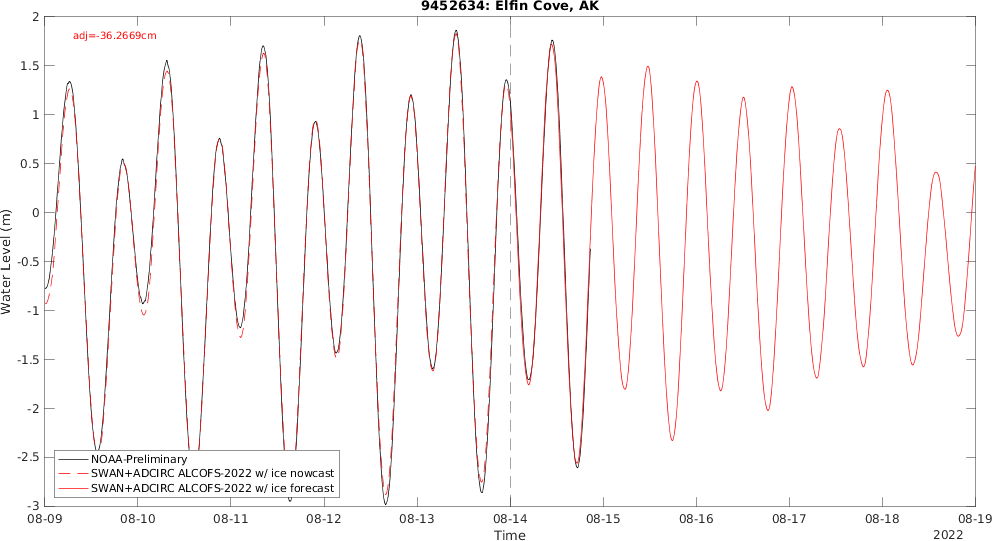 9452634: Elfin Cove, AK
adj=-36.2669cm
Water Level (m)
2
1.5
1
0.5
0
-0.5
-1
-1.5
-2
-2.5
-3
NOAA-Preliminary
SWAN+ADCIRC ALCOFS-2022 w/ ice nowcast
SWAN+ADCIRC ALCOFS-2022 w/ ice forecast
08-09 08-10 08-11 08-12 08-13 08-14 08-15 08-16 08-17 08-18 08-19
Time
2022